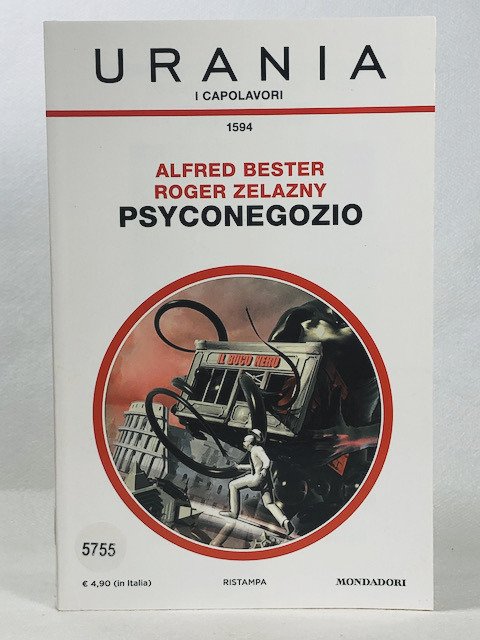 URANIA
I CAPOLAVORI
1594
ALFRED BESTER
ROGER ZELAZNY
PSYCONEGOZIO
IL BUCO NERO
5755
€ 4,90 (in Italia)
RISTAMPA
MONDADORI